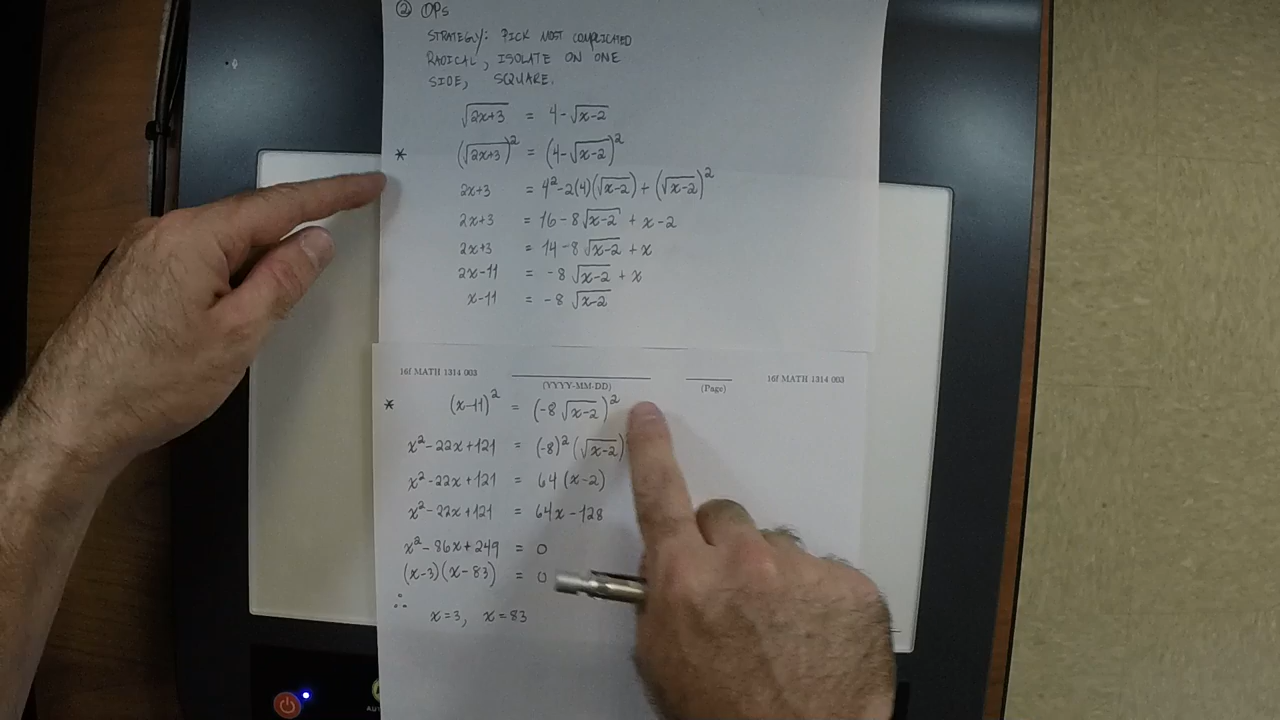 ② OPs
STRATEGY: PICK MOST COMPLICATED
RADICAL, ISOLATE ON ONE
SIDE, SQUARE.
√(2x+3) = 4-√(x-2)
* (√(2x+3))² = (4-√(x-2))²
2x+3 = 4²-2(4)(√(x-2))+(√(x-2))²
2x+3 = 16-8√(x-2)+x-2
2x+3 = 14-8√(x-2)+x
2x-11 = -8√(x-2)+x
x-11 = -8√(x-2)
16f MATH 1314 003 (YYYY-MM-DD) (Page) 16f MATH 1314 003
* (x-11)² = (-8√(x-2))²
x²-22x+121 = (-8)²(√(x-2))
x²-22x+121 = 64(x-2)
x²-22x+121 = 64x-128
x²-86x+249 = 0
(x-3)(x-83) = 0
∴
x=3, x=83